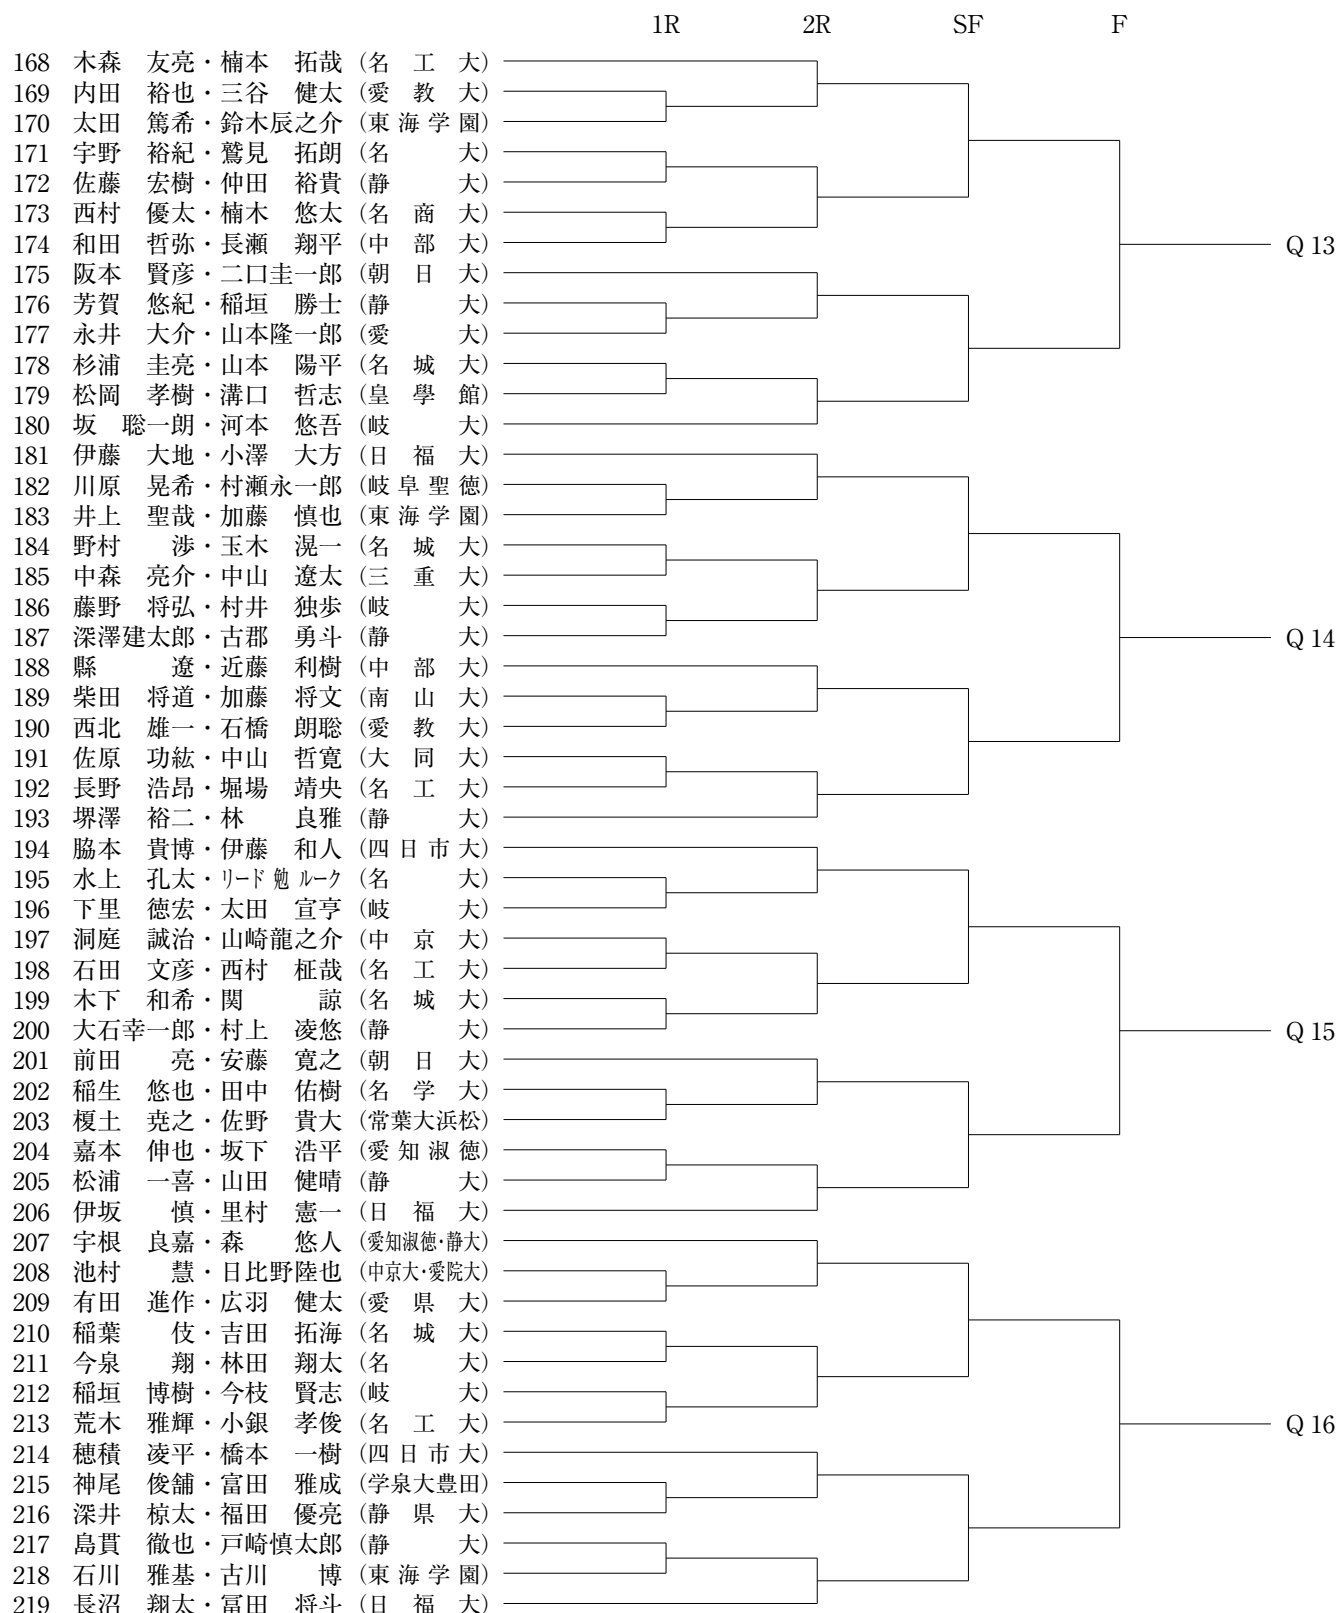 1R 2R SF F
168 木森 友亮・楠本 拓哉 (名 工 大)
169 内田 裕也・三谷 健太 (愛 教 大)
170 太田 篤希・鈴木辰之介 (東 海 学 園)
171 宇野 裕紀・鷲見 拓朗 (名 大)
172 佐藤 宏樹・仲田 裕貴 (静 大)
173 西村 優太・楠木 悠太 (名 商 大)
174 和田 哲弥・長瀬 翔平 (中 部 大)
Q 13
175 阪本 賢彦・二口圭一郎 (朝 日 大)
176 芳賀 悠紀・稲垣 勝士 (静 大)
177 永井 大介・山本隆一郎 (愛 大)
178 杉浦 圭亮・山本 陽平 (名 城 大)
179 松岡 孝樹・溝口 哲志 (皇 學 館)
180 坂 聡一朗・河本 悠吾 (岐 大)
181 伊藤 大地・小澤 大方 (日 福 大)
182 川原 晃希・村瀬永一郎 (岐 阜 聖 徳)
183 井上 聖哉・加藤 慎也 (東 海 学 園)
184 野村 渉・玉木 滉一 (名 城 大)
185 中森 亮介・中山 遼太 (三 重 大)
186 藤野 将弘・村井 独歩 (岐 大)
187 深澤建太郎・古郡 勇斗 (静 大)
Q 14
188 縣 遼・近藤 利樹 (中 部 大)
189 柴田 将道・加藤 将文 (南 山 大)
190 西北 雄一・石橋 朗聡 (愛 教 大)
191 佐原 功紘・中山 哲寛 (大 同 大)
192 長野 浩昂・堀場 靖央 (名 工 大)
193 堺澤 裕二・林 良雅 (静 大)
194 脇本 貴博・伊藤 和人 (四 日 市 大)
195 水上 孔太・リード 勉 ルーク (名 大)
196 下里 徳宏・太田 宣亨 (岐 大)
197 洞庭 誠治・山崎龍之介 (中 京 大)
198 石田 文彦・西村 柾哉 (名 工 大)
199 木下 和希・関 諒 (名 城 大)
200 大石幸一郎・村上 凌悠 (静 大)
Q 15
201 前田 亮・安藤 寛之 (朝 日 大)
202 稲生 悠也・田中 佑樹 (名 学 大)
203 榎土 尭之・佐野 貴大 (常葉大浜松)
204 嘉本 伸也・坂下 浩平 (愛 知 淑 徳)
205 松浦 一喜・山田 健晴 (静 大)
206 伊坂 慎・里村 憲一 (日 福 大)
207 宇根 良嘉・森 悠人 (愛知淑徳・静大)
208 池村 慧・日比野陸也 (中京大・愛院大)
209 有田 進作・広羽 健太 (愛 県 大)
210 稲葉 伎・吉田 拓海 (名 城 大)
211 今泉 翔・林田 翔太 (名 大)
212 稲垣 博樹・今枝 賢志 (岐 大)
213 荒木 雅輝・小銀 孝俊 (名 工 大)
Q 16
214 穂積 凌平・橋本 一樹 (四 日 市 大)
215 神尾 俊舗・富田 雅成 (学泉大豊田)
216 深井 椋太・福田 優亮 (静 県 大)
217 島貫 徹也・戸崎慎太郎 (静 大)
218 石川 雅基・古川 博 (東 海 学 園)
219 長沼 翔太・冨田 将斗 (日 福 大)